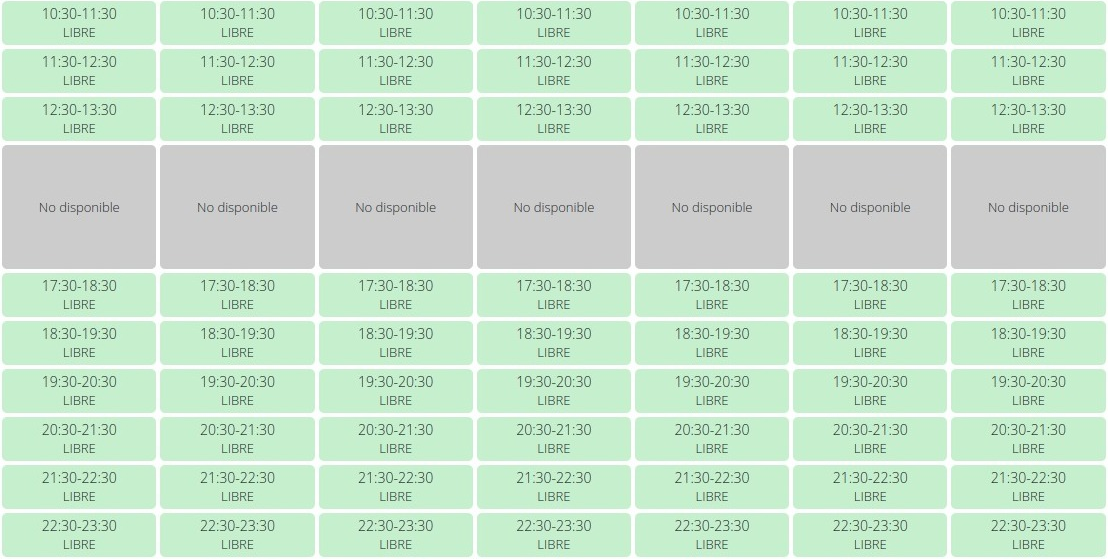 10:30-11:30 10:30-11:30 10:30-11:30 10:30-11:30 10:30-11:30 10:30-11:30 10:30-11:30
LIBRE LIBRE LIBRE LIBRE LIBRE LIBRE LIBRE
11:30-12:30 11:30-12:30 11:30-12:30 11:30-12:30 11:30-12:30 11:30-12:30 11:30-12:30
LIBRE LIBRE LIBRE LIBRE LIBRE LIBRE LIBRE
12:30-13:30 12:30-13:30 12:30-13:30 12:30-13:30 12:30-13:30 12:30-13:30 12:30-13:30
LIBRE LIBRE LIBRE LIBRE LIBRE LIBRE LIBRE
No disponible No disponible No disponible No disponible No disponible No disponible No disponible
17:30-18:30 17:30-18:30 17:30-18:30 17:30-18:30 17:30-18:30 17:30-18:30 17:30-18:30
LIBRE LIBRE LIBRE LIBRE LIBRE LIBRE LIBRE
18:30-19:30 18:30-19:30 18:30-19:30 18:30-19:30 18:30-19:30 18:30-19:30 18:30-19:30
LIBRE LIBRE LIBRE LIBRE LIBRE LIBRE LIBRE
19:30-20:30 19:30-20:30 19:30-20:30 19:30-20:30 19:30-20:30 19:30-20:30 19:30-20:30
LIBRE LIBRE LIBRE LIBRE LIBRE LIBRE LIBRE
20:30-21:30 20:30-21:30 20:30-21:30 20:30-21:30 20:30-21:30 20:30-21:30 20:30-21:30
LIBRE LIBRE LIBRE LIBRE LIBRE LIBRE LIBRE
21:30-22:30 21:30-22:30 21:30-22:30 21:30-22:30 21:30-22:30 21:30-22:30 21:30-22:30
LIBRE LIBRE LIBRE LIBRE LIBRE LIBRE LIBRE
22:30-23:30 22:30-23:30 22:30-23:30 22:30-23:30 22:30-23:30 22:30-23:30 22:30-23:30
LIBRE LIBRE LIBRE LIBRE LIBRE LIBRE LIBRE